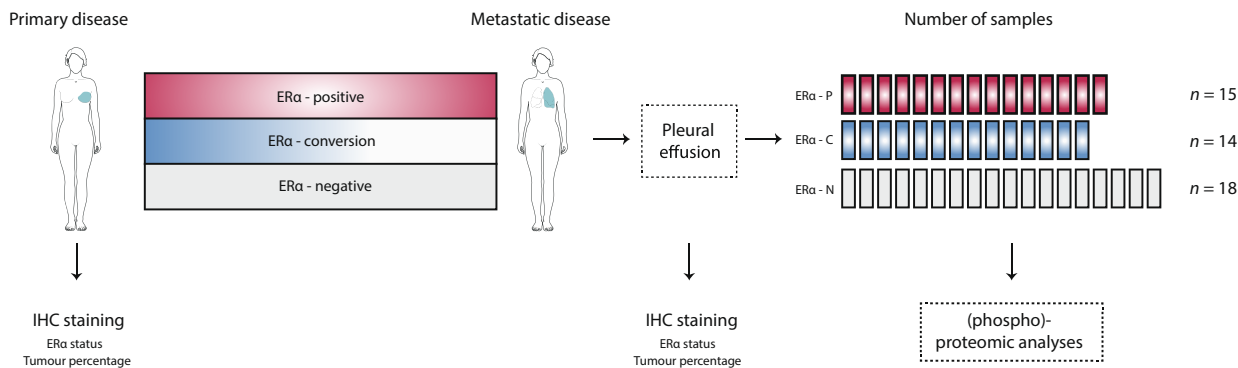 Primary disease
Metastatic disease
Number of samples
ERα - positive
ERα - conversion
ERα - negative
Pleural
effusion
ERα - P
n = 15
ERα - C
n = 14
ERα - N
n = 18
IHC staining
ERα status
Tumour percentage
IHC staining
ERα status
Tumour percentage
(phospho)-
proteomic analyses